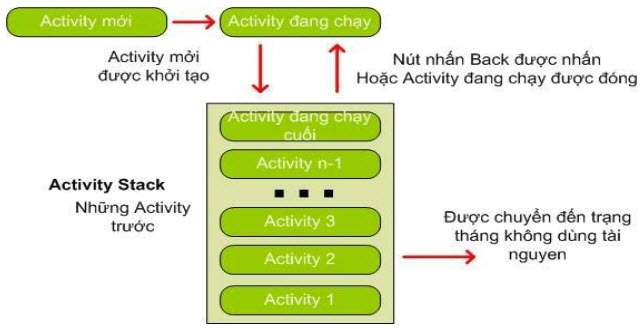 Activity mới
Activity đang chạy
Activity mởi
được khởi tạo
Nút nhấn Back được nhấn
Hoặc Activity đang chạy được đóng
Activity đang chạy
cuối
Activity n-1
Activity Stack
Những Activity
trước
Activity 3
Activity 2
Activity 1
Được chuyển đến trạng
tháng không dùng tài
nguyen